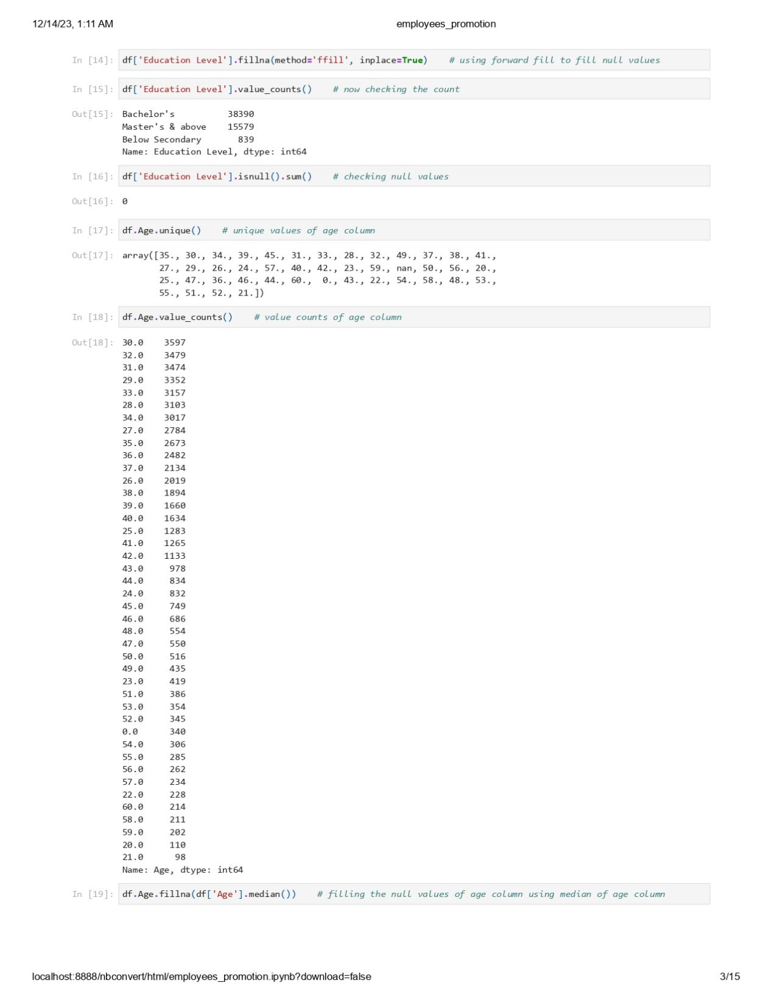 12/14/23, 1:11 AM employees_promotion
In [14]: df['Education Level'].fillna(method='ffill', inplace=True)    # using forward fill to fill null values
In [15]: df['Education Level'].value_counts()    # now checking the count
Out[15]: Bachelor's          38390
Master's & above    15579
Below Secondary       839
Name: Education Level, dtype: int64
In [16]: df['Education Level'].isnull().sum()    # checking null values
Out[16]: 0
In [17]: df.Age.unique()    # unique values of age column
Out[17]: array([35., 30., 34., 39., 45., 31., 33., 28., 32., 49., 37., 38., 41.,
27., 29., 26., 24., 57., 40., 42., 23., 59., nan, 50., 56., 20.,
25., 47., 36., 46., 44., 60.,  0., 43., 22., 54., 58., 48., 53.,
55., 51., 52., 21.])
In [18]: df.Age.value_counts()    # value counts of age column
Out[18]: 30.0    3597
32.0    3479
31.0    3474
29.0    3352
33.0    3157
28.0    3103
34.0    3017
27.0    2784
35.0    2673
36.0    2482
37.0    2134
26.0    2019
38.0    1894
39.0    1660
40.0    1634
25.0    1283
41.0    1265
42.0    1133
43.0     978
44.0     834
24.0     832
45.0     749
46.0     686
48.0     554
47.0     550
50.0     516
49.0     435
23.0     419
51.0     386
53.0     354
52.0     345
0.0      340
54.0     306
55.0     285
56.0     262
57.0     234
22.0     228
60.0     214
58.0     211
59.0     202
20.0     110
21.0      98
Name: Age, dtype: int64
In [19]: df.Age.fillna(df['Age'].median())    # filling the null values of age column using median of age column
localhost:8888/nbconvert/html/employees_promotion.ipynb?download=false 3/15